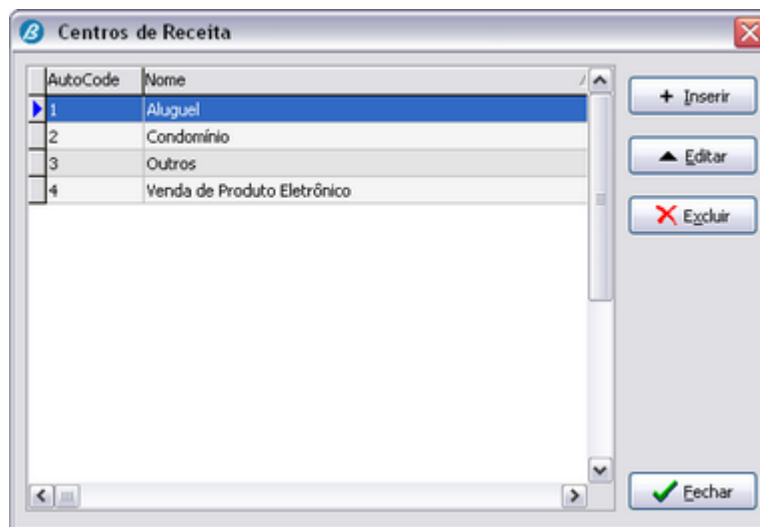 Centros de Receita
AutoCode Nome
1 Aluguel
2 Condomínio
3 Outros
4 Venda de Produto Eletrônico
+ Inserir
Editar
Excluir
Fechar